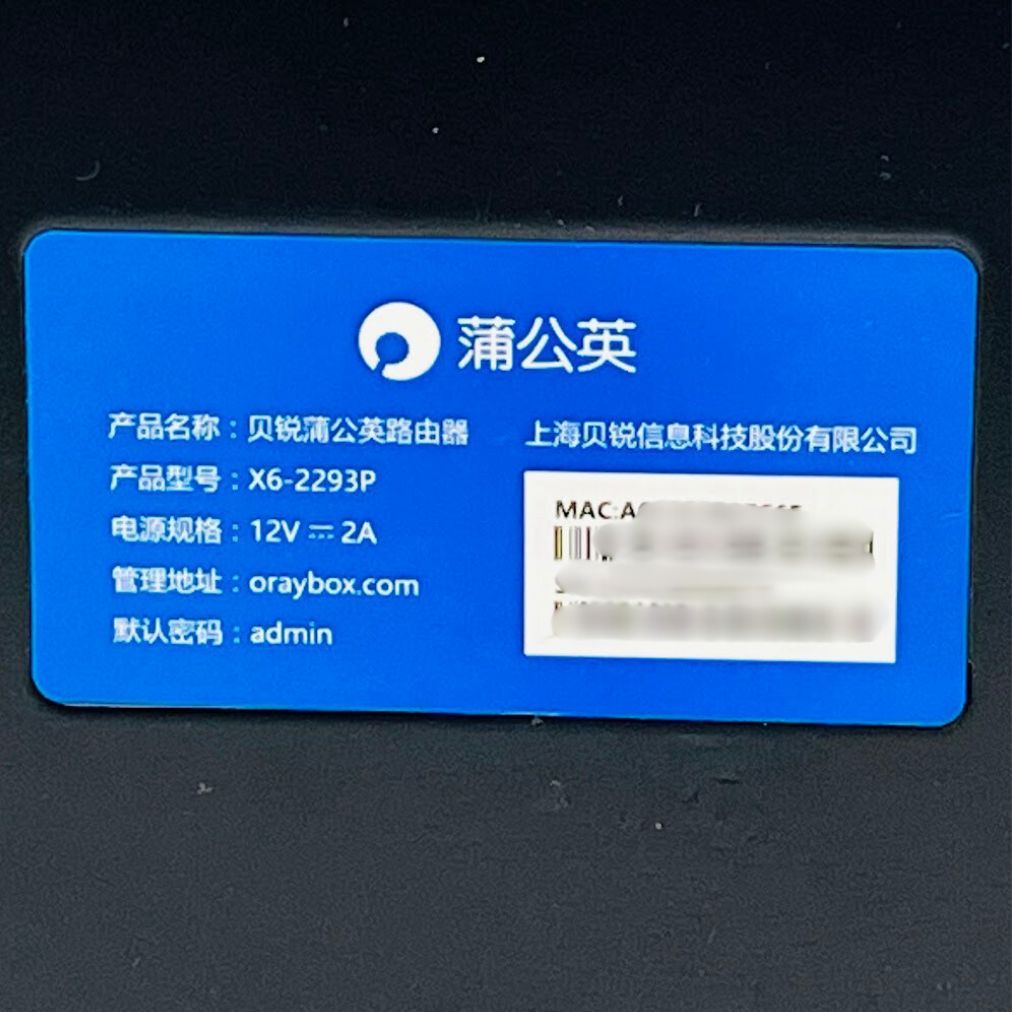 蒲公英
产品名称：贝锐蒲公英路由器
产品型号：X6-2293P
电源规格：12V ⎓ 2A
管理地址：oraybox.com
默认密码：admin
上海贝锐信息科技股份有限公司
MAC:A